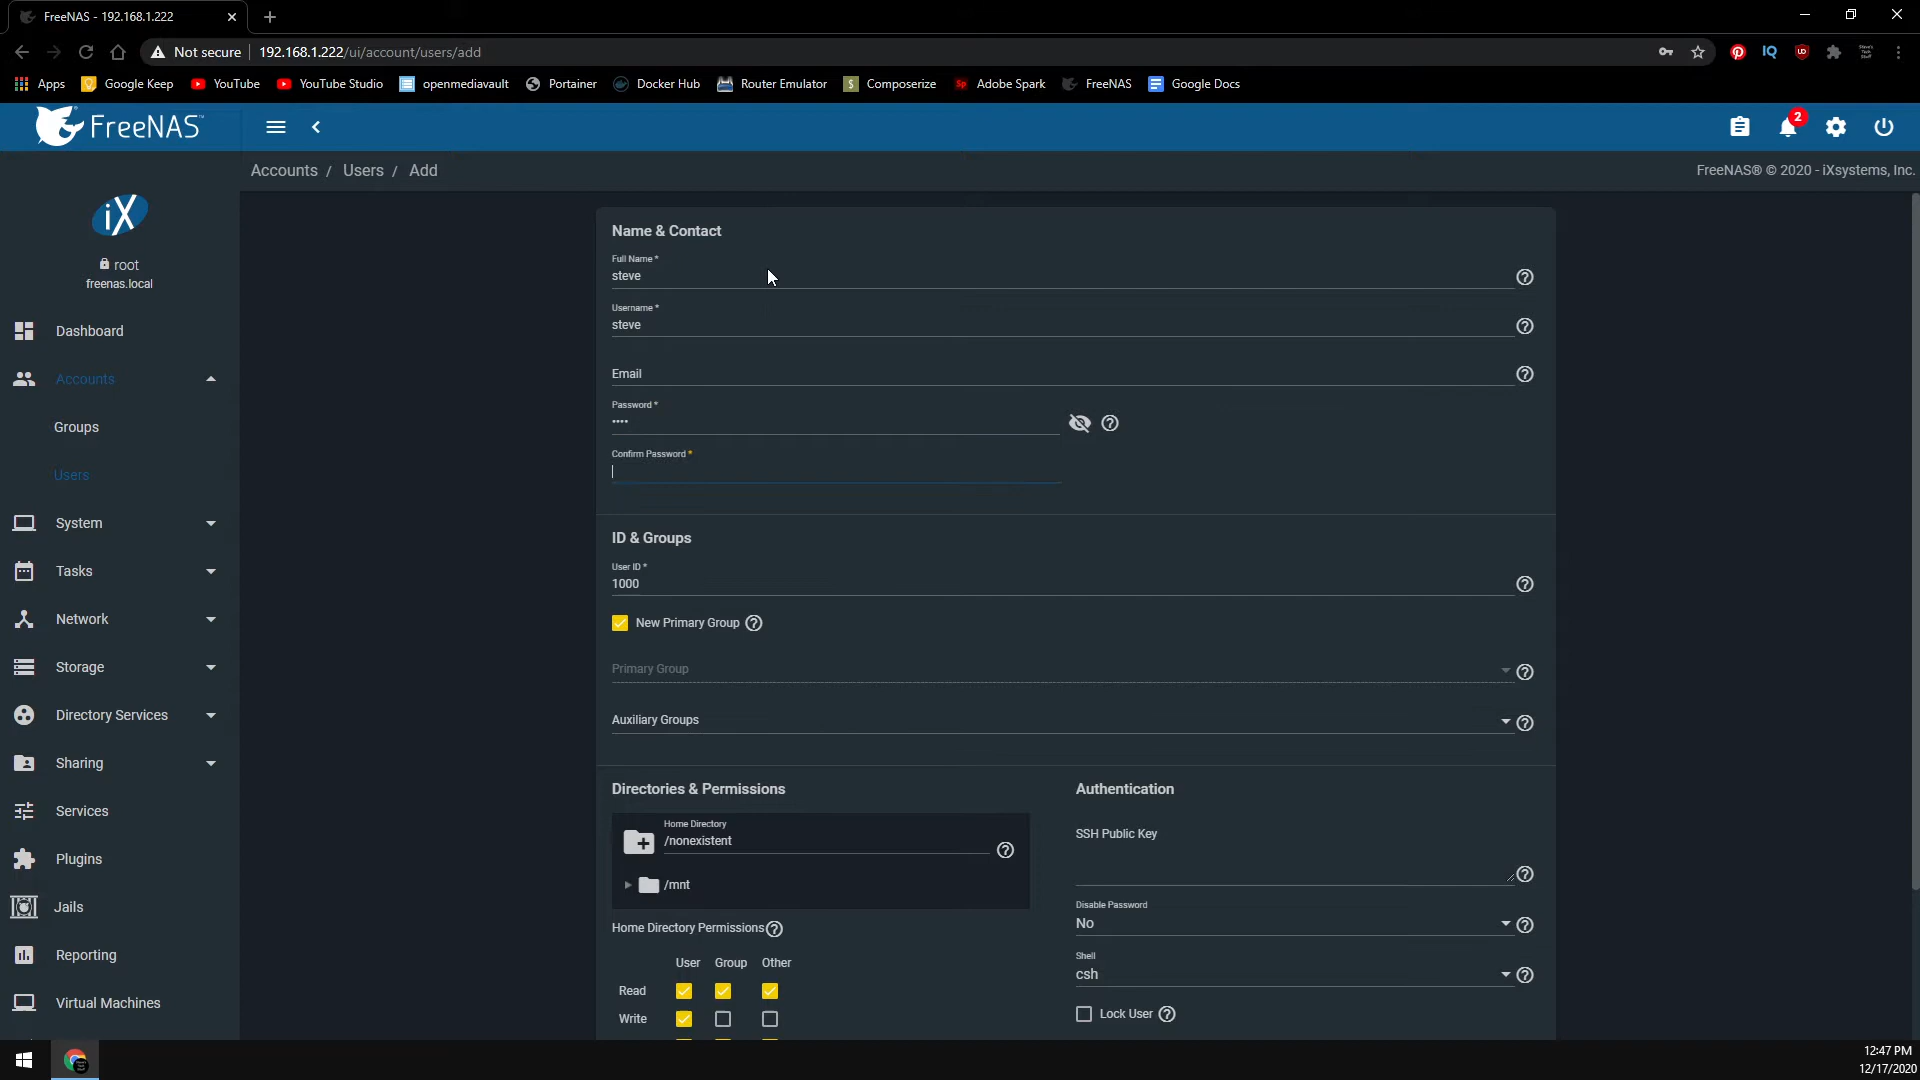 FreeNAS - 192.168.1.222
Not secure 192.168.1.222/ui/account/users/add
Apps Google Keep YouTube YouTube Studio openmediavault Portainer Docker Hub Router Emulator Composerize Adobe Spark FreeNAS Google Docs
FreeNAS™ 2
Accounts / Users / Add FreeNAS® © 2020 - iXsystems, Inc.
iX
root
freenas.local
Dashboard
Accounts
Groups
Users
System
Tasks
Network
Storage
Directory Services
Sharing
Services
Plugins
Jails
Reporting
Virtual Machines
Name & Contact
Full Name *
steve
Username *
steve
Email
Password *
••••
Confirm Password *
ID & Groups
User ID *
1000
New Primary Group
Primary Group
Auxiliary Groups
Directories & Permissions
Home Directory
/nonexistent
/mnt
Home Directory Permissions
User Group Other
Read
Write
Authentication
SSH Public Key
Disable Password
No
Shell
csh
Lock User
12:47 PM
12/17/2020